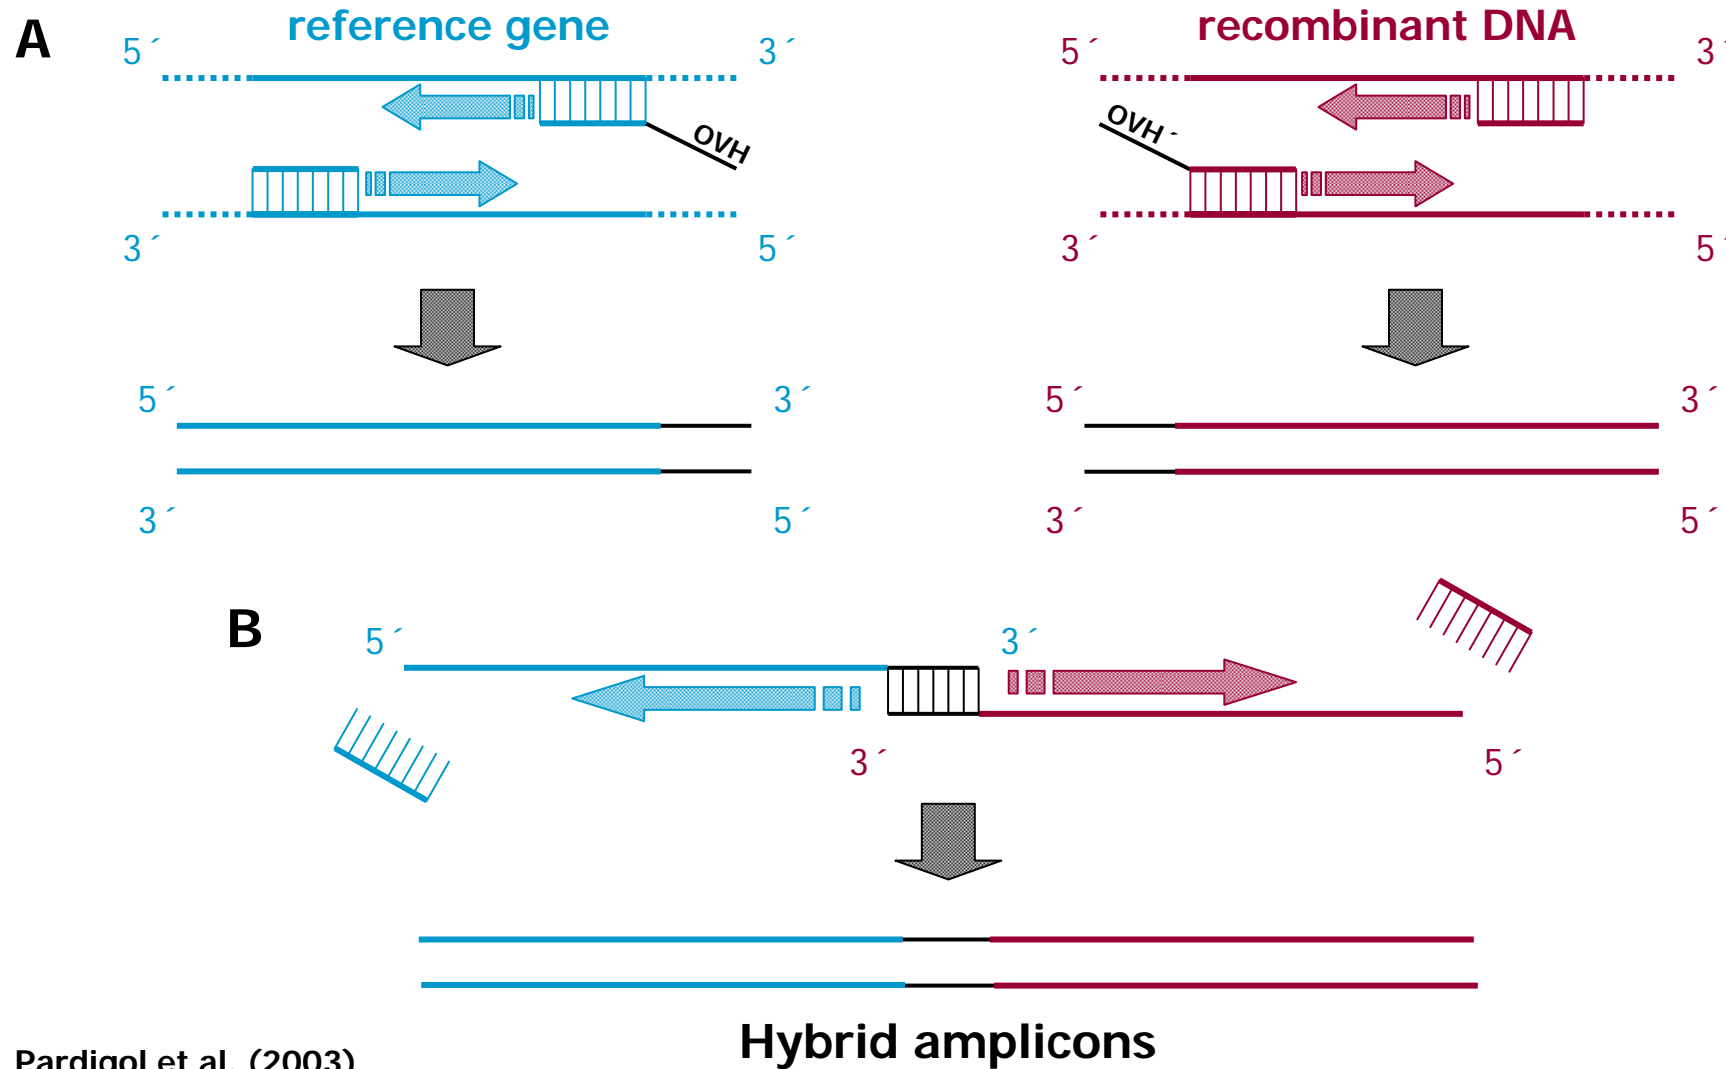 A
reference gene
recombinant DNA
5´ 3´ 5´ 3´
OVH
OVH´
3´ 5´ 3´ 5´
5´ 3´ 5´ 3´
3´ 5´ 3´ 5´
B
5´ 3´
3´ 5´
Hybrid amplicons
Pardigol et al. (2003)